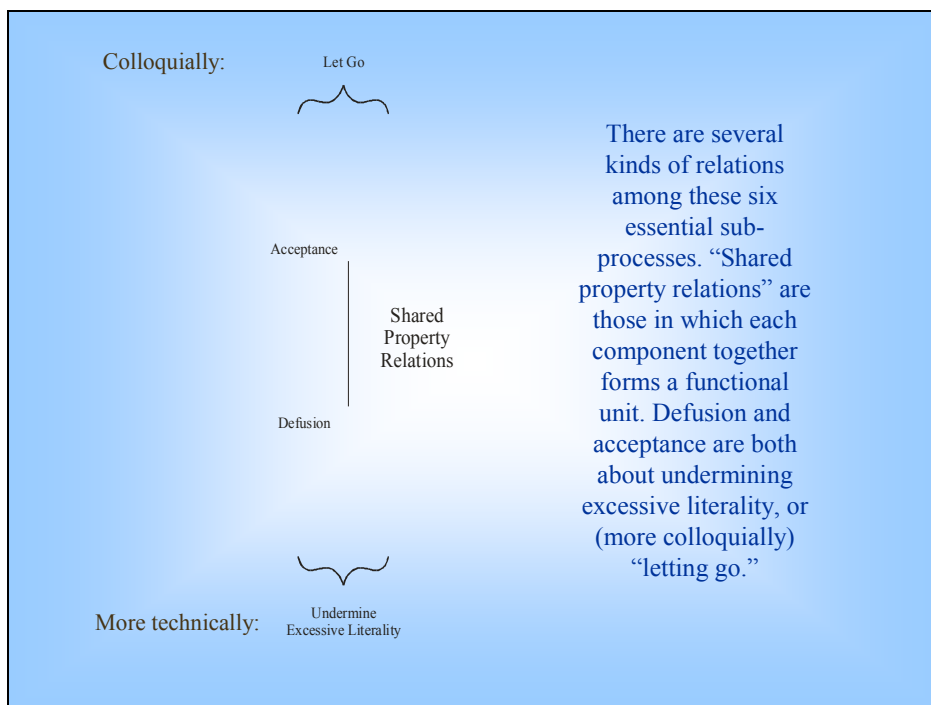 Colloquially:
Let Go
Acceptance
Shared
Property
Relations
Defusion
More technically:
Undermine
Excessive Literality
There are several
kinds of relations
among these six
essential sub-
processes. “Shared
property relations” are
those in which each
component together
forms a functional
unit. Defusion and
acceptance are both
about undermining
excessive literality, or
(more colloquially)
“letting go.”